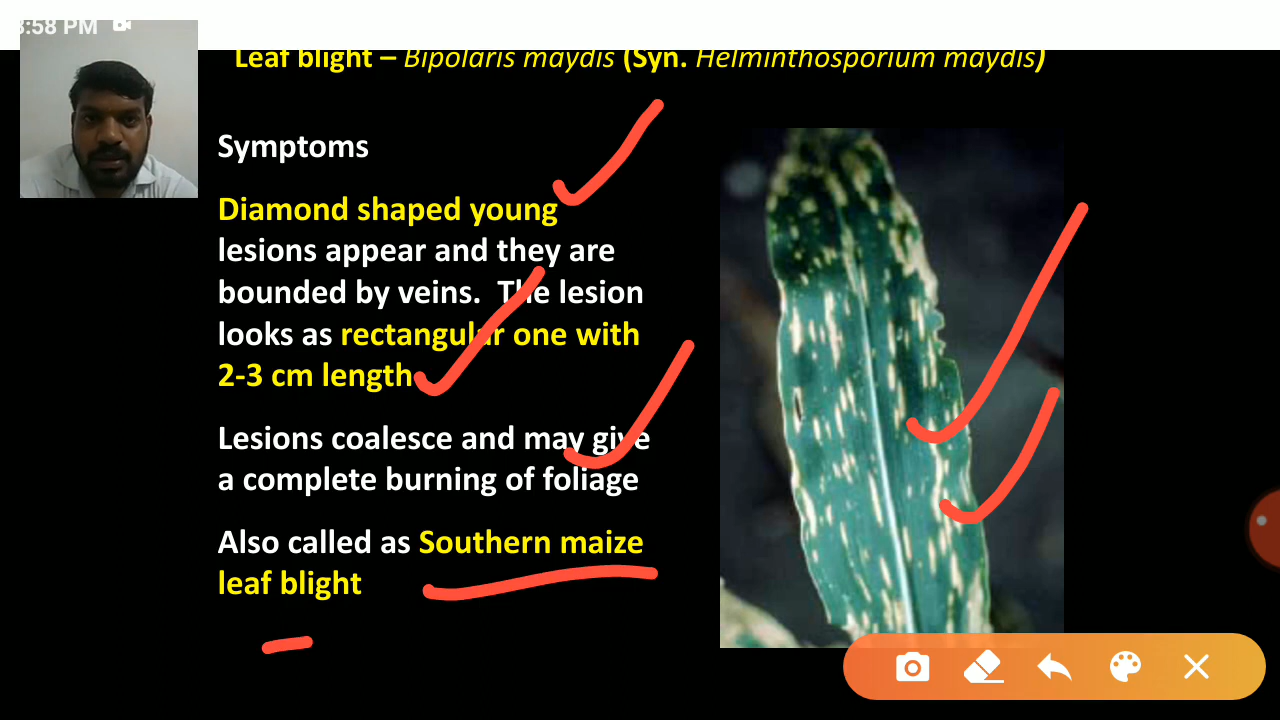 :58 PM
Leaf blight – Bipolaris maydis (Syn. Helminthosporium maydis)
Symptoms
Diamond shaped young
lesions appear and they are
bounded by veins. The lesion
looks as rectangular one with
2-3 cm length
Lesions coalesce and may give
a complete burning of foliage
Also called as Southern maize
leaf blight